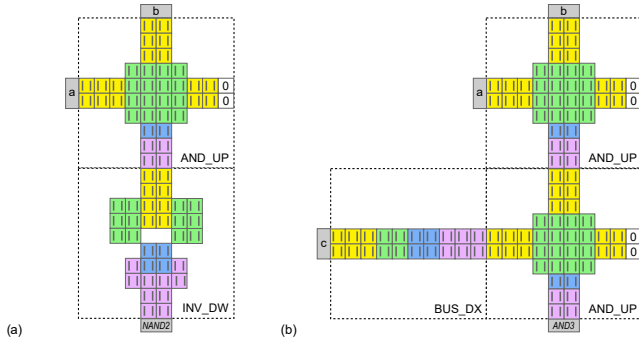 b
a
0
0
AND_UP
INV_DW
NAND2
(a)
b
a
0
0
AND_UP
c
0
0
BUS_DX
AND_UP
AND3
(b)